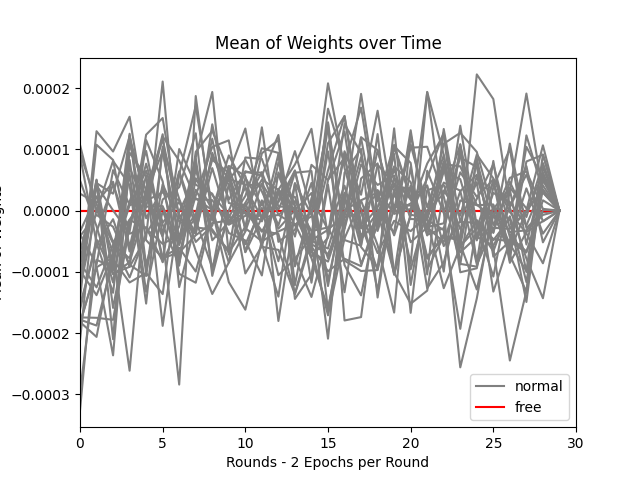 Mean of Weights over Time
0.0002
0.0001
0.0000
−0.0001
−0.0002
−0.0003
0 5 10 15 20 25 30
Rounds - 2 Epochs per Round
normal
free